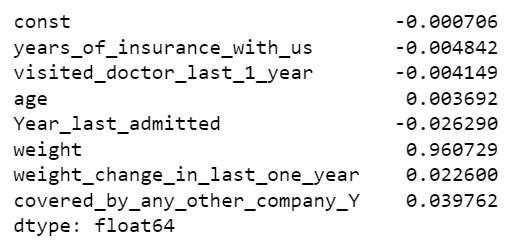 const -0.000706
years_of_insurance_with_us -0.004842
visited_doctor_last_1_year -0.004149
age 0.003692
Year_last_admitted -0.026290
weight 0.960729
weight_change_in_last_one_year 0.022600
covered_by_any_other_company_Y 0.039762
dtype: float64